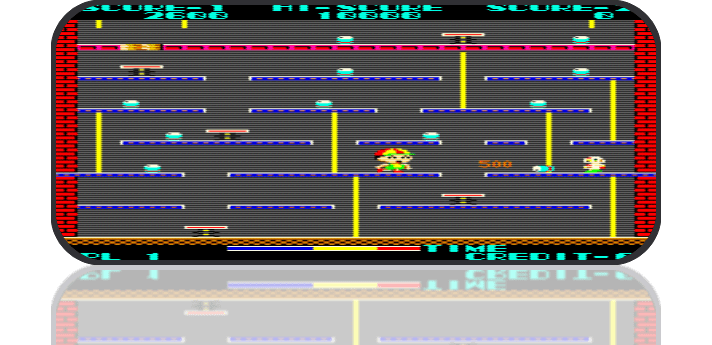 SCORE-1 HI-SCORE SCORE-2
2600 10000 0
500
TIME
PL 1 CREDIT-0